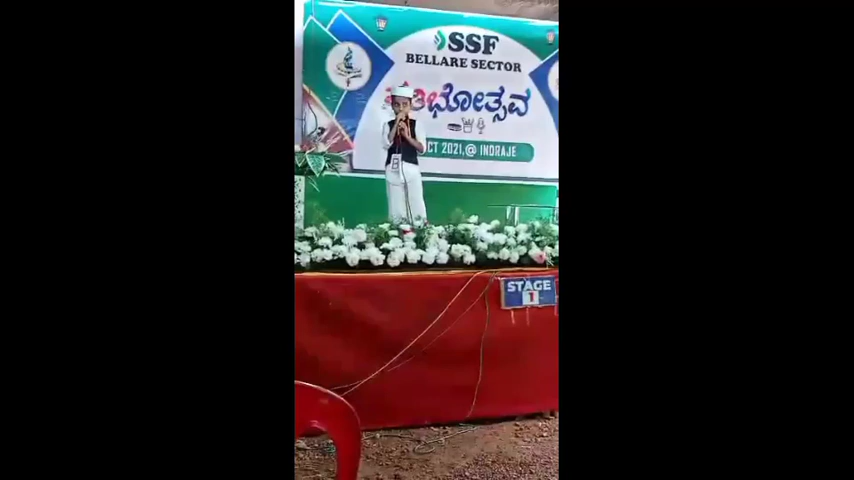 SSF
BELLARE SECTOR
2021,@ INDRAJE
STAGE
1